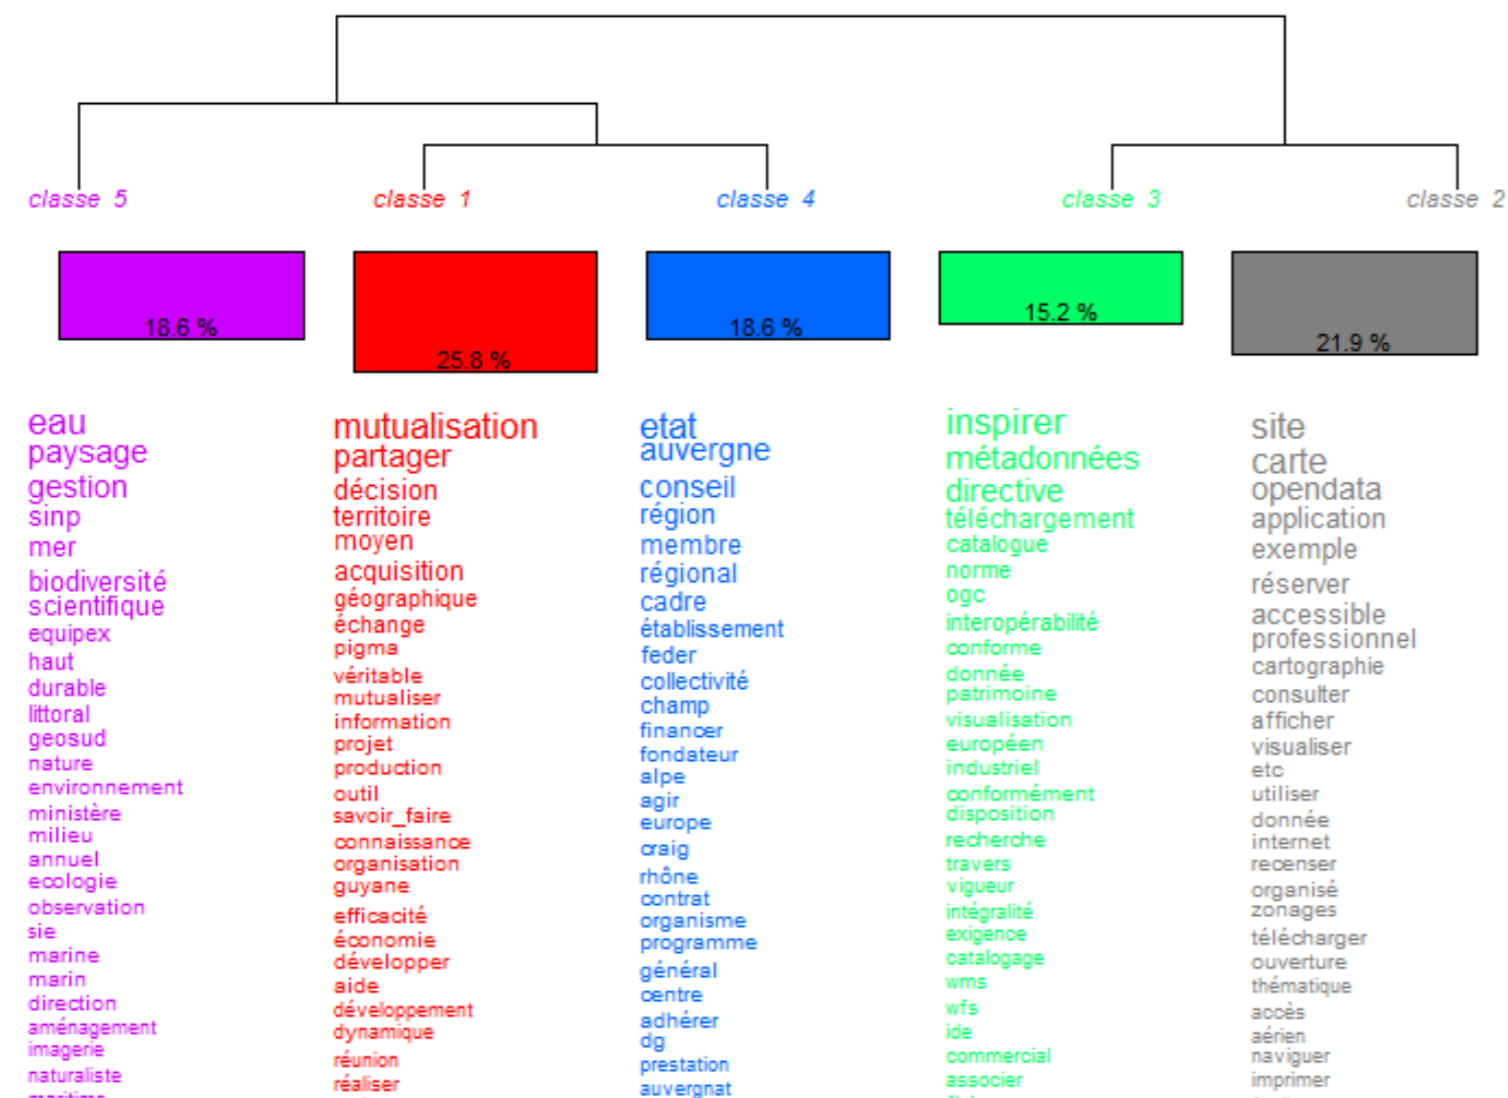 classe 5
classe 1
classe 4
classe 3
classe 2
18.6 %
25.8 %
18.6 %
15.2 %
21.9 %
eau
paysage
gestion
sinp
mer
biodiversité
scientifique
equipex
haut
durable
littoral
geosud
nature
environnement
ministère
milieu
annuel
ecologie
observation
sie
marine
marin
direction
aménagement
imagerie
naturaliste
mutualisation
partager
décision
territoire
moyen
acquisition
géographique
échange
pigma
véritable
mutualiser
information
projet
production
outil
savoir_faire
connaissance
organisation
guyane
efficacité
économie
développer
aide
développement
dynamique
réunion
réaliser
etat
auvergne
conseil
région
membre
régional
cadre
établissement
feder
collectivité
champ
financer
fondateur
alpe
agir
europe
craig
rhône
contrat
organisme
programme
général
centre
adhérer
dg
prestation
auvergnat
inspirer
métadonnées
directive
téléchargement
catalogue
norme
ogc
interopérabilité
conforme
donnée
patrimoine
visualisation
européen
industriel
conformément
disposition
recherche
travers
vigueur
intégralité
exigence
catalogage
wms
wfs
ide
commercial
associer
site
carte
opendata
application
exemple
réserver
accessible
professionnel
cartographie
consulter
afficher
visualiser
etc
utiliser
donnée
internet
recenser
organisé
zonages
télécharger
ouverture
thématique
accès
aérien
naviguer
imprimer